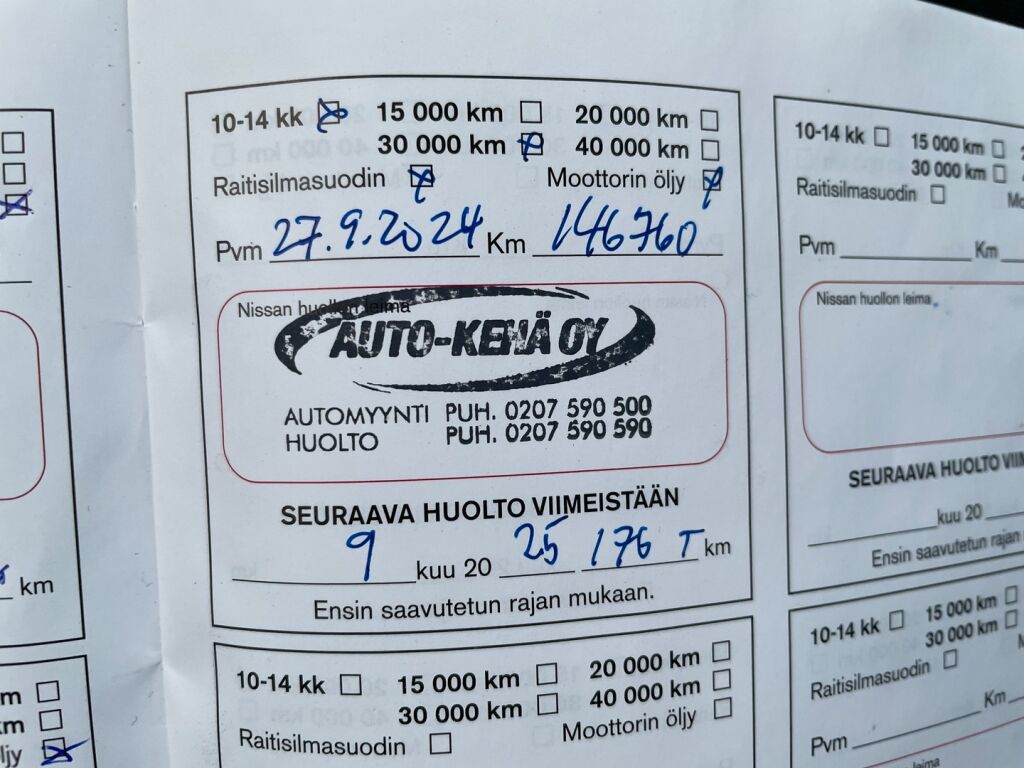 10-14 kk 15 000 km 20 000 km
30 000 km 40 000 km
Raitisilmasuodin Moottorin öljy
Pvm 27.9.2024 Km 146760
Nissan huollon leima
AUTO-KEHÄ OY
AUTOMYYNTI PUH. 0207 590 500
HUOLTO PUH. 0207 590 590
SEURAAVA HUOLTO VIIMEISTÄÄN
9 kuu 20 25 176 T km
Ensin saavutetun rajan mukaan.
10-14 kk 15 000 km 20 000 km
30 000 km 40 000 km
Raitisilmasuodin Moottorin öljy
10-14 kk 15 000 km
30 000 km
Raitisilmasuodin
Pvm Km
Nissan huollon leima
SEURAAVA HUOLTO
kuu 20
Ensin saavutetun rajan
10-14 kk 15 000 km
30 000 km
Raitisilmasuodin
Pvm Km
km